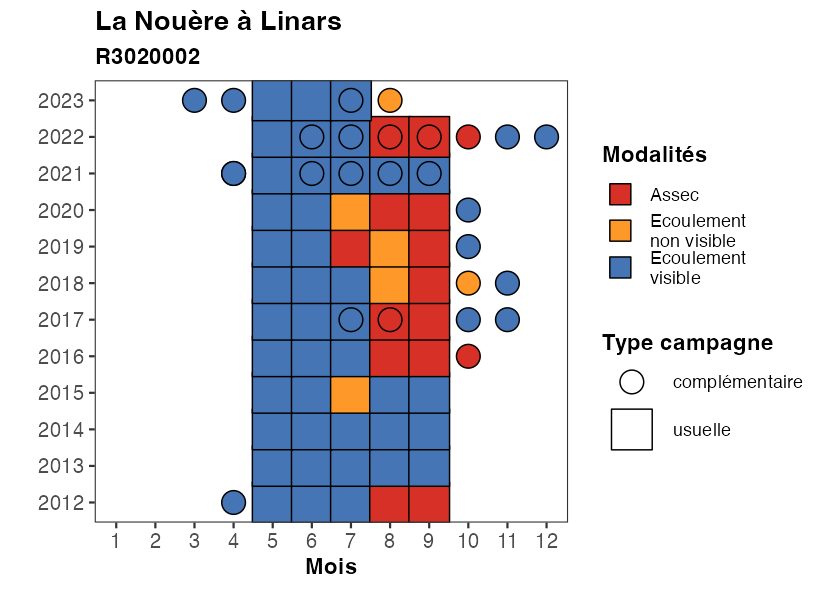 La Nouère à Linars
R3020002
2023
2022
2021
2020
2019
2018
2017
2016
2015
2014
2013
2012
1 2 3 4 5 6 7 8 9 10 11 12
Mois
Modalités
Assec
Ecoulement
non visible
Ecoulement
visible
Type campagne
complémentaire
usuelle